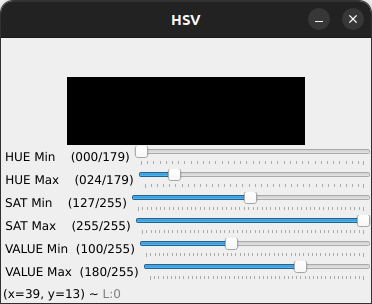 HSV
HUE Min (000/179)
HUE Max (024/179)
SAT Min (127/255)
SAT Max (255/255)
VALUE Min (100/255)
VALUE Max (180/255)
(x=39, y=13) ~ L:0